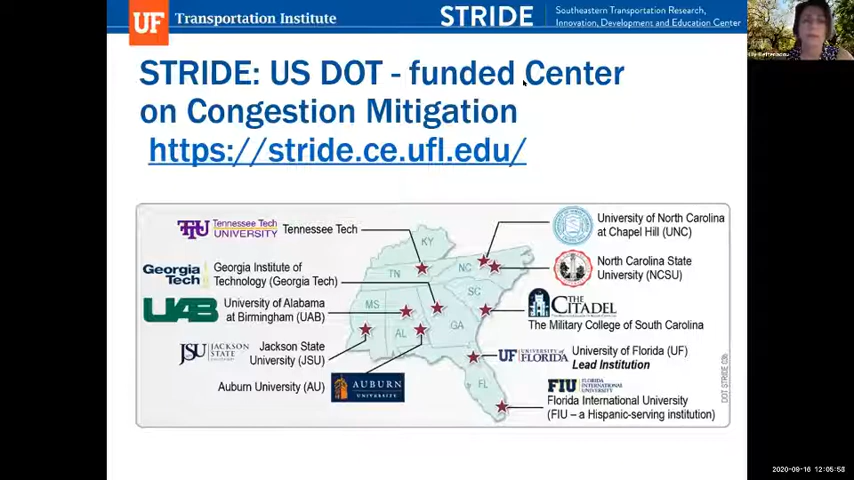 UF
Transportation Institute
STRIDE
Southeastern Transportation Research,
Innovation, Development and Education Center
STRIDE: US DOT - funded Center
on Congestion Mitigation
https://stride.ce.ufl.edu/
TTU
Tennessee Tech
UNIVERSITY
Tennessee Tech
Georgia
Tech
Georgia Institute of
Technology (Georgia Tech)
UAB
University of Alabama
at Birmingham (UAB)
JSU
JACKSON
STATE
Jackson State
University (JSU)
Auburn University (AU)
AUBURN
UNIVERSITY
KY
TN
NC
SC
MS
AL
GA
FL
University of North Carolina
at Chapel Hill (UNC)
North Carolina State
University (NCSU)
THE
CITADEL
The Military College of South Carolina
UF
UNIVERSITY of
FLORIDA
University of Florida (UF)
Lead Institution
FIU
FLORIDA
INTERNATIONAL
UNIVERSITY
Florida International University
(FIU – a Hispanic-serving institution)
2020-09-16 12:05:53